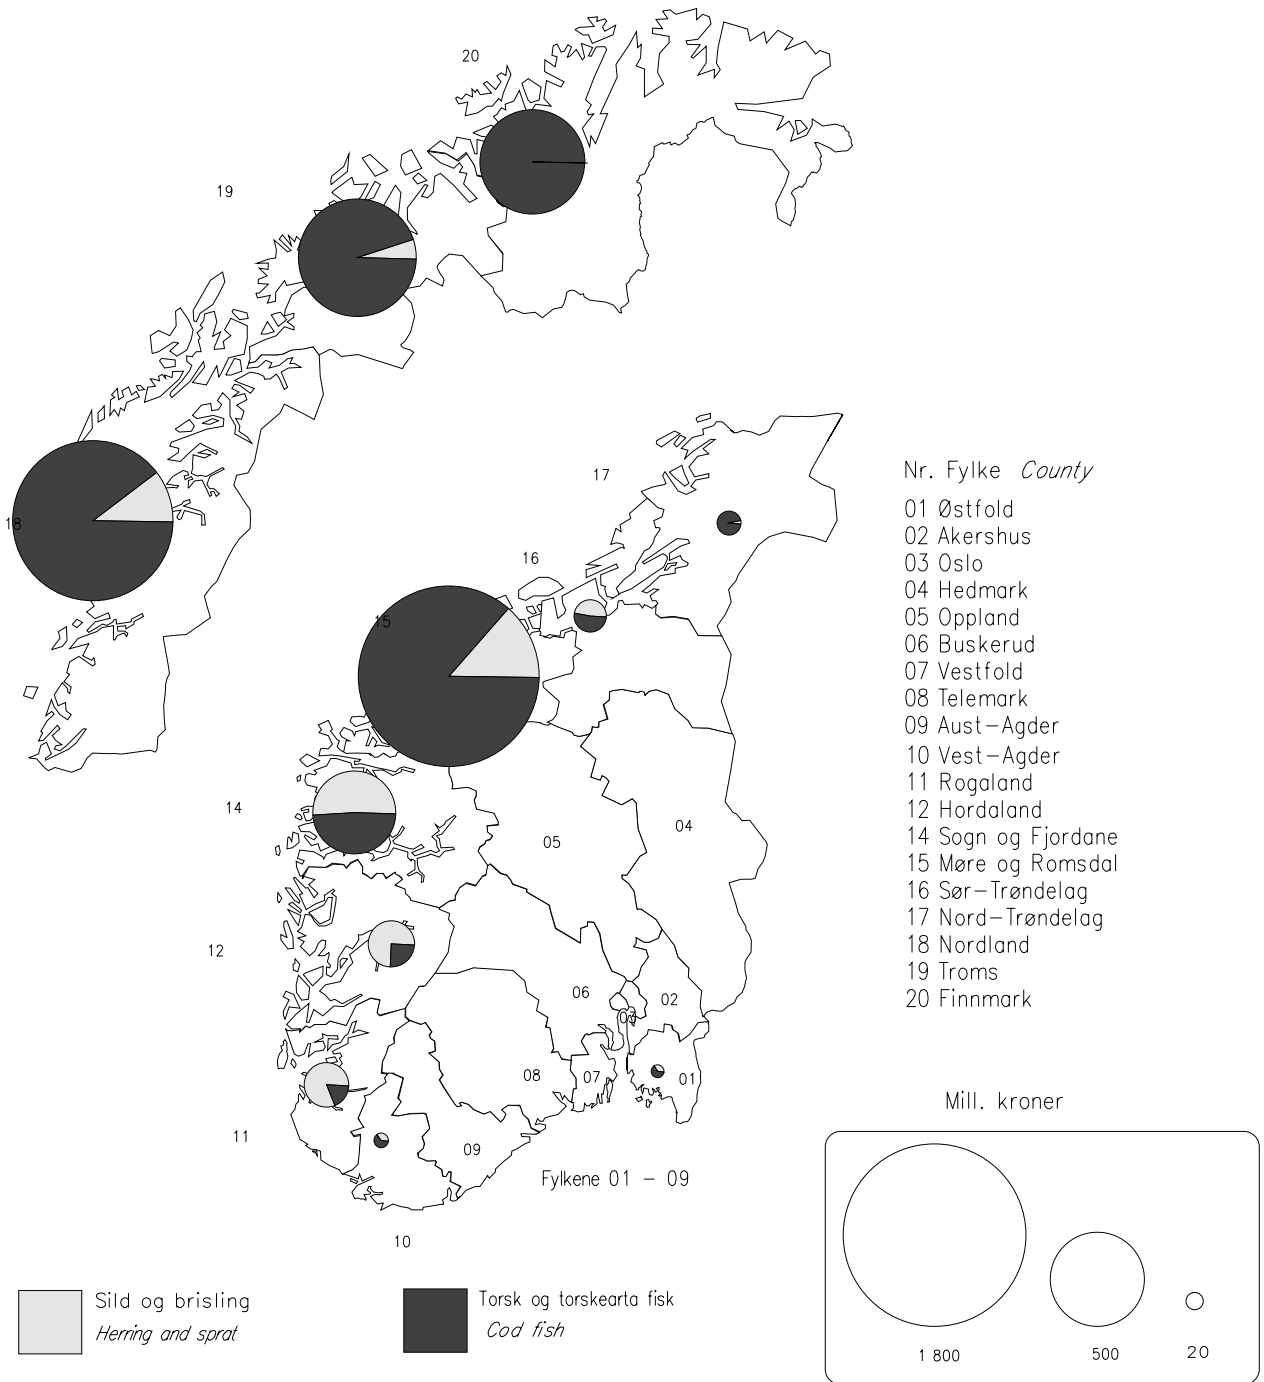 20
19
18
17
16
15
14
12
11
10
05
04
06
02
08
07
01
09
Fylkene 01 – 09
Nr. Fylke County
01 Østfold
02 Akershus
03 Oslo
04 Hedmark
05 Oppland
06 Buskerud
07 Vestfold
08 Telemark
09 Aust–Agder
10 Vest–Agder
11 Rogaland
12 Hordaland
14 Sogn og Fjordane
15 Møre og Romsdal
16 Sør–Trøndelag
17 Nord–Trøndelag
18 Nordland
19 Troms
20 Finnmark
Mill. kroner
1 800
500
20
Sild og brisling
Herring and sprat
Torsk og torskearta fisk
Cod fish